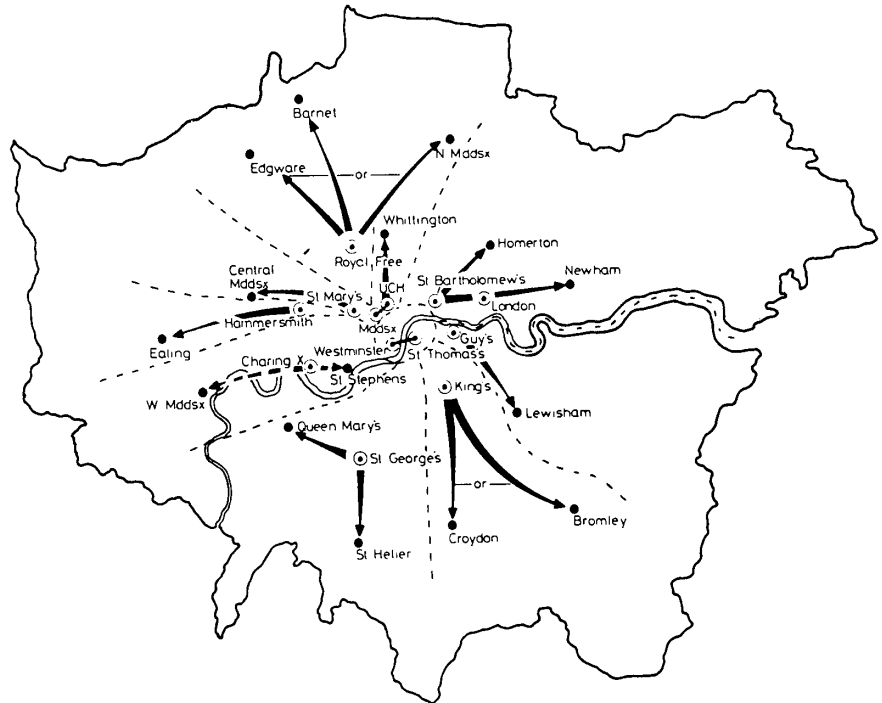 Barnet
N Mddsx
Edgware
or
Whittington
Homerton
Royal Free
Central
Mddsx
St Bartholomew's
Newham
St Mary's
UCH
London
Hammersmith
Mddsx
Guy's
Ealing
Westminster
St Thomas's
Charing X
St Stephens
King's
W Mddsx
Lewisham
Queen Mary's
St George's
or
Bromley
Croydon
St Helier